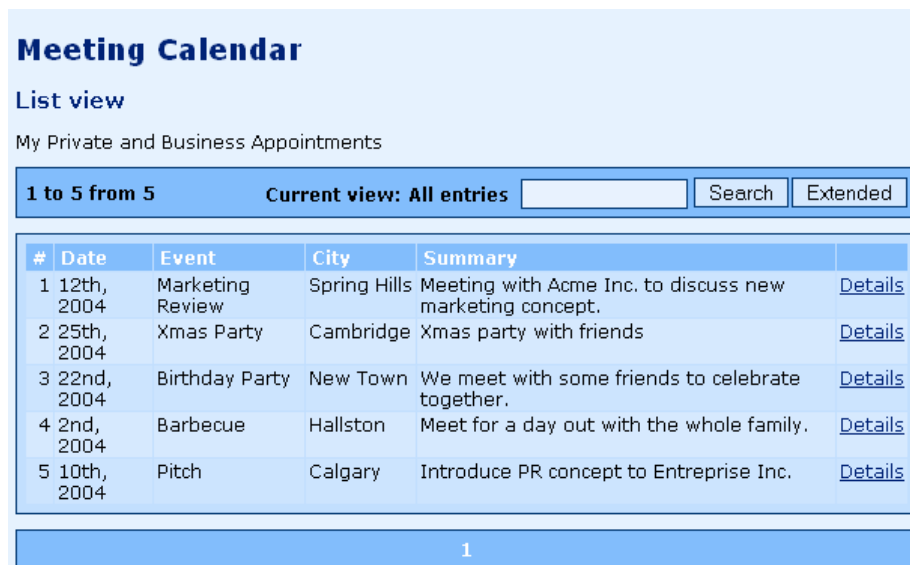 Meeting Calendar
List view
My Private and Business Appointments
1 to 5 from 5 Current view: All entries Search Extended
# Date Event City Summary
1 12th, Marketing Spring Hills Meeting with Acme Inc. to discuss new Details
2004 Review marketing concept.
2 25th, Xmas Party Cambridge Xmas party with friends Details
2004
3 22nd, Birthday Party New Town We meet with some friends to celebrate Details
2004 together.
4 2nd, Barbecue Hallston Meet for a day out with the whole family. Details
2004
5 10th, Pitch Calgary Introduce PR concept to Entreprise Inc. Details
2004
1